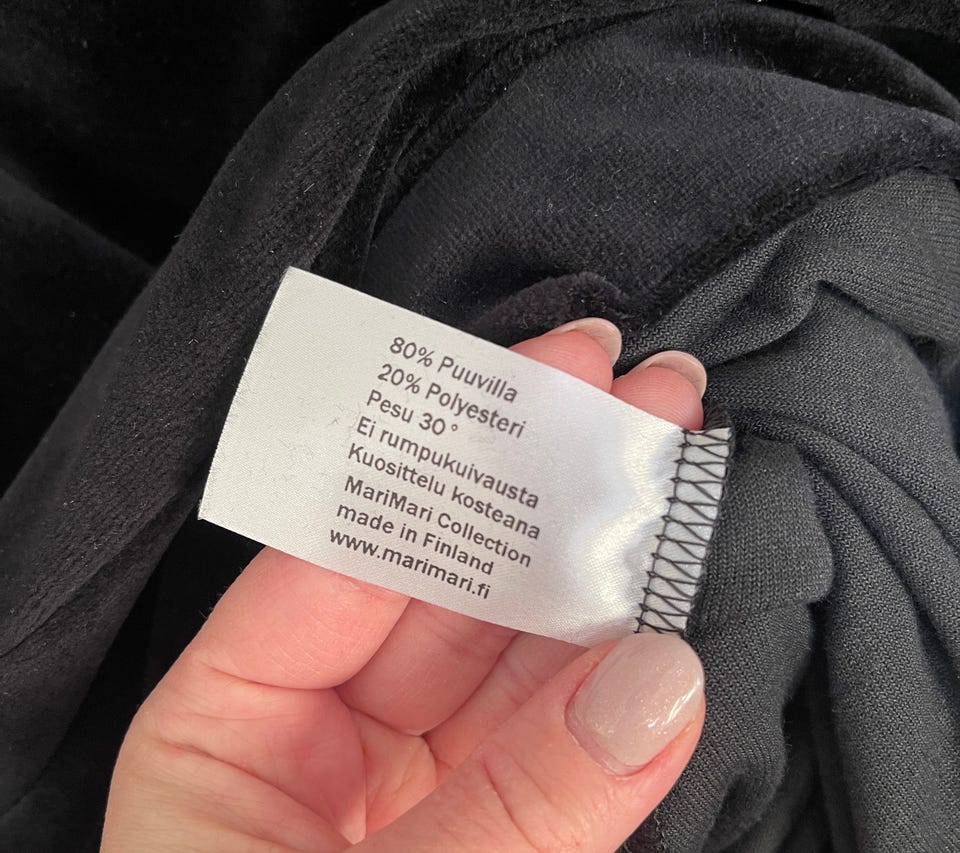 80% Puuvilla
20% Polyesteri
Pesu 30°
Ei rumpukuivausta
Kuosittelu kosteana
MariMari Collection
made in Finland
www.marimari.fi